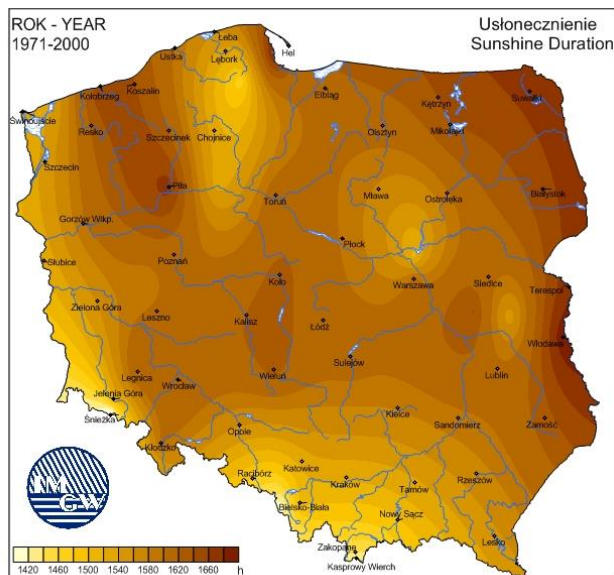 ROK - YEAR
1971-2000
Usłonecznienie
Sunshine Duration
Łeba
Ustka
Lębork
Hel
Koszalin
Kołobrzeg
Elbląg
Kętrzyn
Suwałki
Świnoujście
Resko
Szczecinek
Chojnice
Olsztyn
Mikołajki
Szczecin
Piła
Toruń
Mława
Ostrołęka
Białystok
Gorzów Wlkp.
Płock
Słubice
Poznań
Koło
Warszawa
Siedlce
Terespol
Zielona Góra
Leszno
Kalisz
Łódź
Włodawa
Sulejów
Legnica
Wrocław
Wieluń
Lublin
Jelenia Góra
Śnieżka
Kielce
Sandomierz
Zamość
Opole
Kłodzko
Katowice
Racibórz
Kraków
Tarnów
Rzeszów
Bielsko-Biała
Nowy Sącz
Lesko
Zakopane
Kasprowy Wierch
IMGW
1420 1460 1500 1540 1580 1620 1660 h